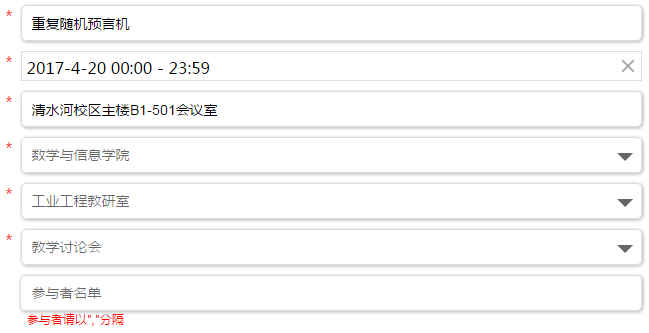 * 重复随机预言机
* 2017-4-20 00:00 - 23:59 ×
* 清水河校区主楼B1-501会议室
* 数学与信息学院
* 工业工程教研室
* 教学讨论会
参与者名单
参与者请以","分隔